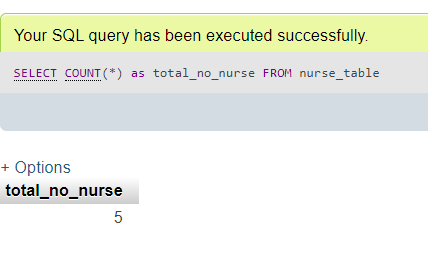 Your SQL query has been executed successfully.
SELECT COUNT(*) as total_no_nurse FROM nurse_table
+ Options
total_no_nurse
5